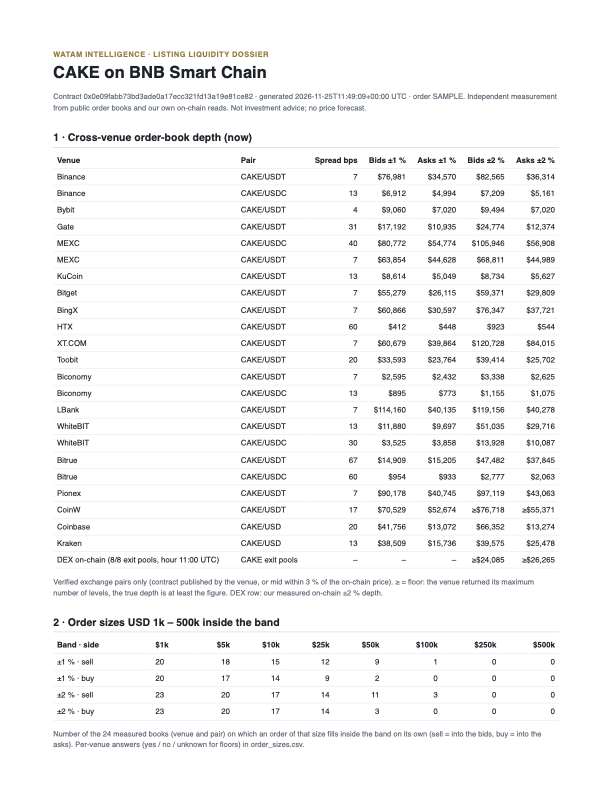 WATAM INTELLIGENCE · LISTING LIQUIDITY DOSSIER
CAKE on BNB Smart Chain
Contract 0x0e09fabb73bd3ade0a17ecc321fd13a19e81ce82 · generated 2026-11-25T11:49:09+00:00 UTC · order SAMPLE. Independent measurement
from public order books and our own on-chain reads. Not investment advice; no price forecast.
1 · Cross-venue order-book depth (now)
Venue Pair Spread bps Bids ±1 % Asks ±1 % Bids ±2 % Asks ±2 %
Binance CAKE/USDT 7 $76,981 $34,570 $82,565 $36,314
Binance CAKE/USDC 13 $6,912 $4,994 $7,209 $5,161
Bybit CAKE/USDT 4 $9,060 $7,020 $9,494 $7,020
Gate CAKE/USDT 31 $17,192 $10,935 $24,774 $12,374
MEXC CAKE/USDC 40 $80,772 $54,774 $105,946 $56,908
MEXC CAKE/USDT 7 $63,854 $44,628 $68,811 $44,989
KuCoin CAKE/USDT 13 $8,614 $5,049 $8,734 $5,627
Bitget CAKE/USDT 7 $55,279 $26,115 $59,371 $29,809
BingX CAKE/USDT 7 $60,866 $30,597 $76,347 $37,721
HTX CAKE/USDT 60 $412 $448 $923 $544
XT.COM CAKE/USDT 7 $60,679 $39,864 $120,728 $84,015
Toobit CAKE/USDT 20 $33,593 $23,764 $39,414 $25,702
Biconomy CAKE/USDT 7 $2,595 $2,432 $3,338 $2,625
Biconomy CAKE/USDC 13 $895 $773 $1,155 $1,075
LBank CAKE/USDT 7 $114,160 $40,135 $119,156 $40,278
WhiteBIT CAKE/USDT 13 $11,880 $9,697 $51,035 $29,716
WhiteBIT CAKE/USDC 30 $3,525 $3,858 $13,928 $10,087
Bitrue CAKE/USDT 67 $14,909 $15,205 $47,482 $37,845
Bitrue CAKE/USDC 60 $954 $933 $2,777 $2,063
Pionex CAKE/USDT 7 $90,178 $40,745 $97,119 $43,063
CoinW CAKE/USDT 17 $70,529 $52,674 ≥$76,718 ≥$55,371
Coinbase CAKE/USD 20 $41,756 $13,072 $66,352 $13,274
Kraken CAKE/USD 13 $38,509 $15,736 $39,575 $25,478
DEX on-chain (8/8 exit pools, hour 11:00 UTC) CAKE exit pools – – – ≥$24,085 ≥$26,265
Verified exchange pairs only (contract published by the venue, or mid within 3 % of the on-chain price). ≥ = floor: the venue returned its maximum
number of levels, the true depth is at least the figure. DEX row: our measured on-chain ±2 % depth.
2 · Order sizes USD 1k – 500k inside the band
Band · side $1k $5k $10k $25k $50k $100k $250k $500k
±1 % · sell 20 18 15 12 9 1 0 0
±1 % · buy 20 17 14 9 2 0 0 0
±2 % · sell 23 20 17 14 11 3 0 0
±2 % · buy 23 20 17 14 3 0 0 0
Number of the 24 measured books (venue and pair) on which an order of that size fills inside the band on its own (sell = into the bids, buy = into the
asks). Per-venue answers (yes / no / unknown for floors) in order_sizes.csv.